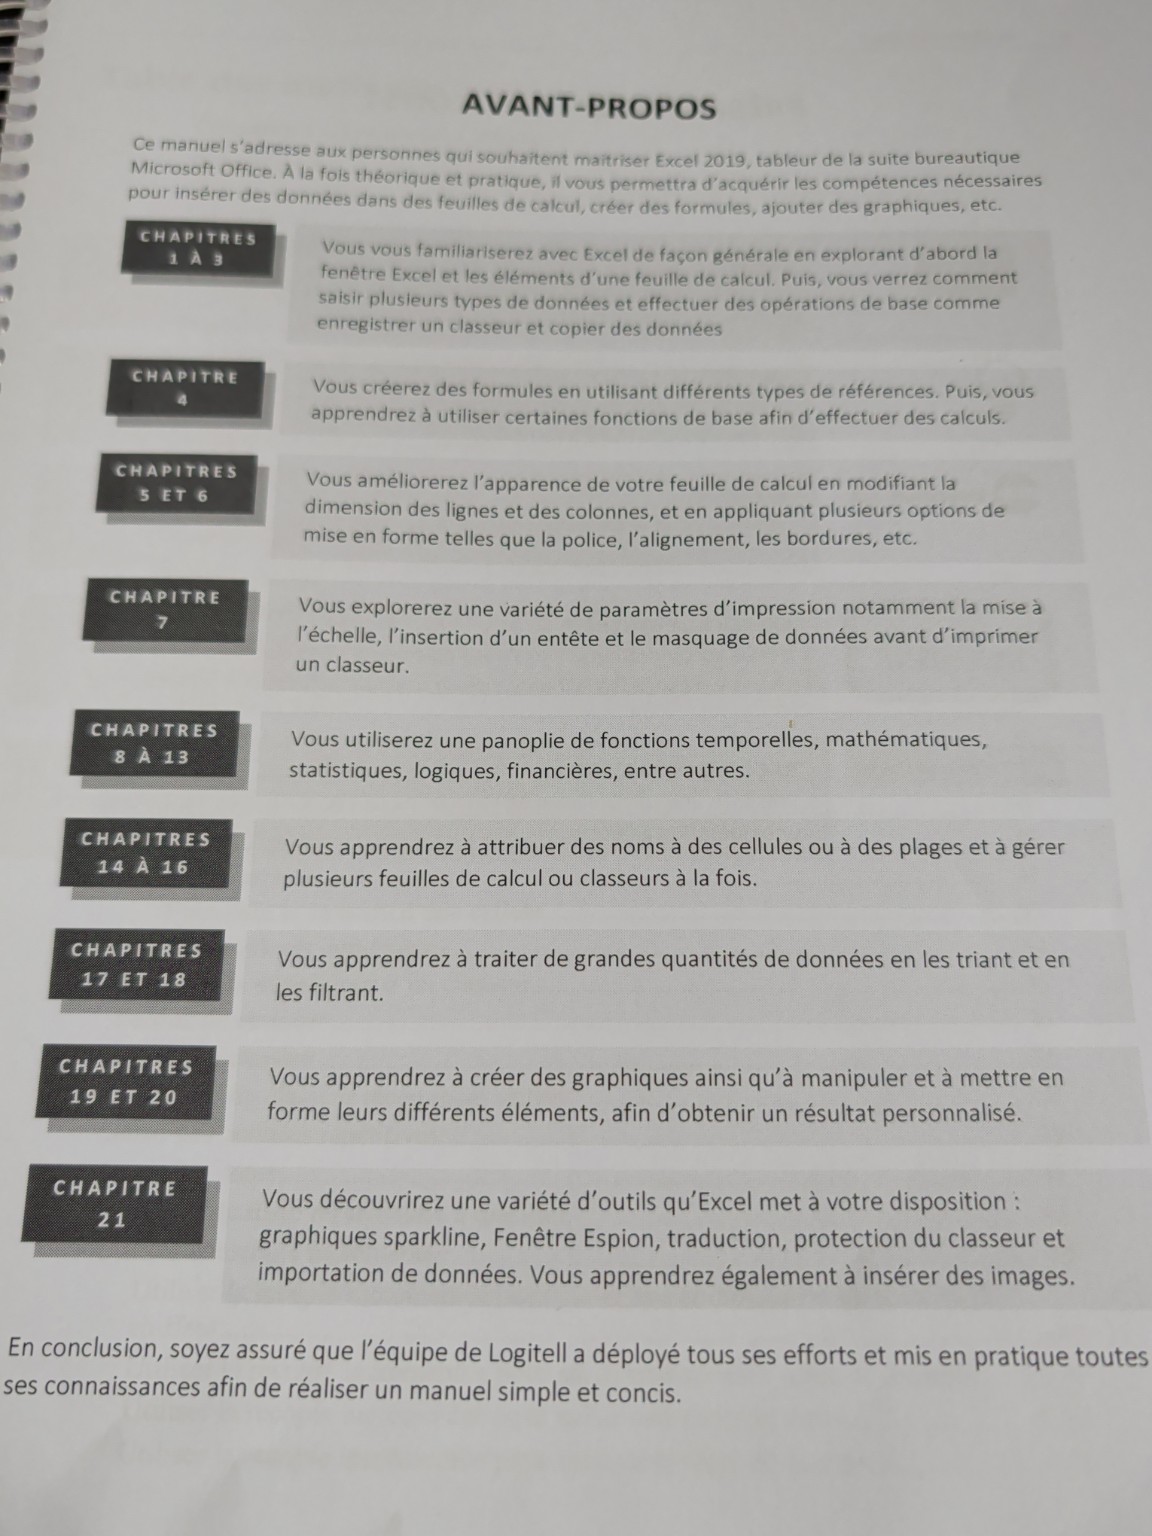 AVANT-PROPOS
Ce manuel s'adresse aux personnes qui souhaitent maitriser Excel 2019, tableur de la suite bureautique
Microsoft Office. À la fois théorique et pratique, il vous permettra d'acquérir les compétences nécessaires
pour insérer des données dans des feuilles de calcul, créer des formules, ajouter des graphiques, etc.
CHAPITRES
1 À 3
Vous vous familiariserez avec Excel de façon générale en explorant d'abord la
fenêtre Excel et les éléments d'une feuille de calcul. Puis, vous verrez comment
saisir plusieurs types de données et effectuer des opérations de base comme
enregistrer un classeur et copier des données
CHAPITRE
4
Vous créerez des formules en utilisant différents types de références. Puis, vous
apprendrez à utiliser certaines fonctions de base afin d'effectuer des calculs.
CHAPITRES
5 ET 6
Vous améliorerez l'apparence de votre feuille de calcul en modifiant la
dimension des lignes et des colonnes, et en appliquant plusieurs options de
mise en forme telles que la police, l'alignement, les bordures, etc.
CHAPITRE
7
Vous explorerez une variété de paramètres d'impression notamment la mise à
l'échelle, l'insertion d'un entête et le masquage de données avant d'imprimer
un classeur.
CHAPITRES
8 À 13
Vous utiliserez une panoplie de fonctions temporelles, mathématiques,
statistiques, logiques, financières, entre autres.
CHAPITRES
14 À 16
Vous apprendrez à attribuer des noms à des cellules ou à des plages et à gérer
plusieurs feuilles de calcul ou classeurs à la fois.
CHAPITRES
17 ET 18
Vous apprendrez à traiter de grandes quantités de données en les triant et en
les filtrant.
CHAPITRES
19 ET 20
Vous apprendrez à créer des graphiques ainsi qu'à manipuler et à mettre en
forme leurs différents éléments, afin d'obtenir un résultat personnalisé.
CHAPITRE
21
Vous découvrirez une variété d'outils qu'Excel met à votre disposition :
graphiques sparkline, Fenêtre Espion, traduction, protection du classeur et
importation de données. Vous apprendrez également à insérer des images.
En conclusion, soyez assuré que l'équipe de Logitell a déployé tous ses efforts et mis en pratique toutes
ses connaissances afin de réaliser un manuel simple et concis.